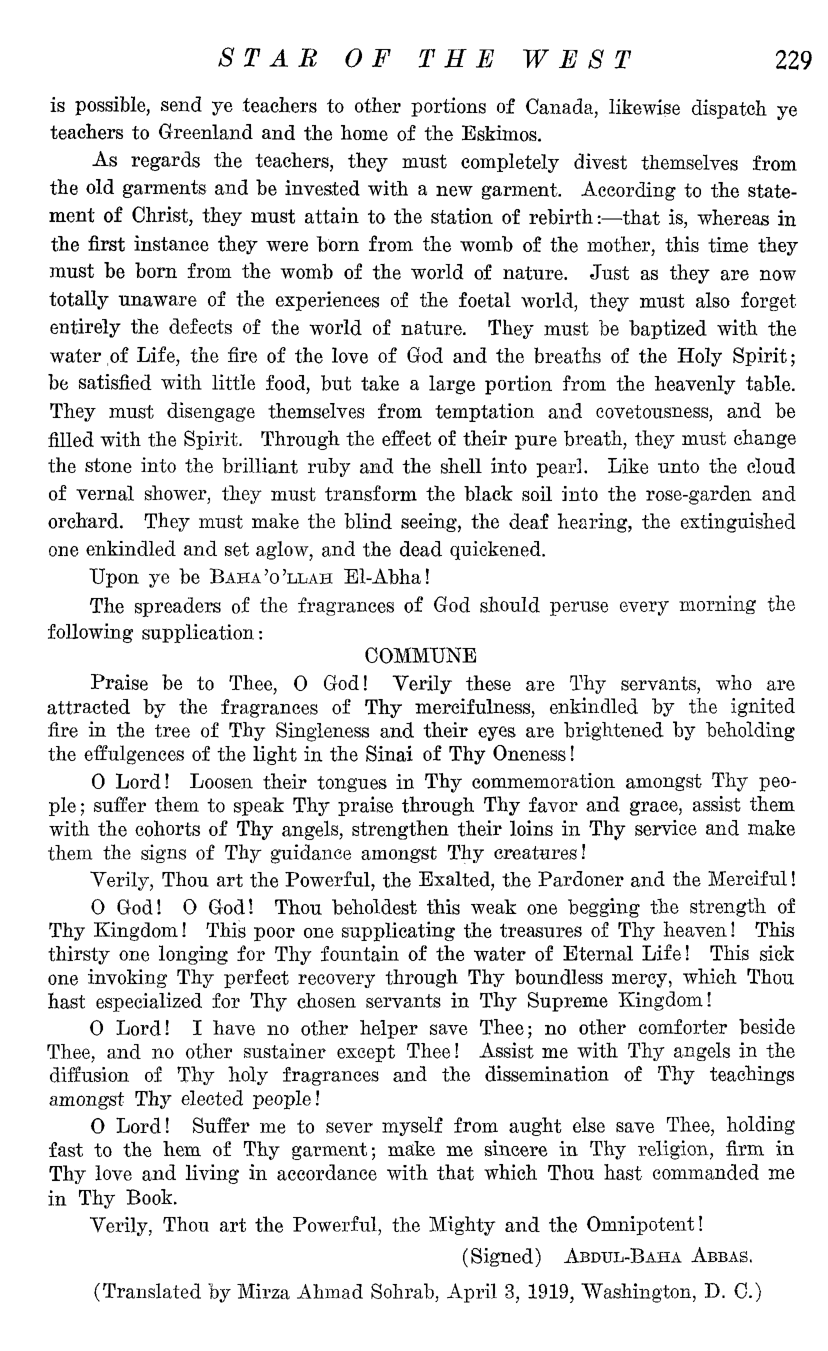 STAR OF THE WEST 229
is possible, send ye teachers to other portions of Canada, likewise dispatch ye
teachers to Greenland and the home of the Eskimos.
As regards the teachers, they must completely divest themselves from
the old garments and be invested with a new garment. According to the state-
ment of Christ, they must attain to the station of rebirth:—that is, whereas in
the first instance they were born from the womb of the mother, this time they
must be born from the womb of the world of nature. Just as they are now
totally unaware of the experiences of the foetal world, they must also forget
entirely the defects of the world of nature. They must be baptized with the
water of Life, the fire of the love of God and the breaths of the Holy Spirit;
be satisfied with little food, but take a large portion from the heavenly table.
They must disengage themselves from temptation and covetousness, and be
filled with the Spirit. Through the effect of their pure breath, they must change
the stone into the brilliant ruby and the shell into pearl. Like unto the cloud
of vernal shower, they must transform the black soil into the rose-garden and
orchard. They must make the blind seeing, the deaf hearing, the extinguished
one enkindled and set aglow, and the dead quickened.
Upon ye be BAHA'O'LLAH El-Abha!
The spreaders of the fragrances of God should peruse every morning the
following supplication:
COMMUNE
Praise be to Thee, O God! Verily these are Thy servants, who are
attracted by the fragrances of Thy mercifulness, enkindled by the ignited
fire in the tree of Thy Singleness and their eyes are brightened by beholding
the effulgences of the light in the Sinai of Thy Oneness!
O Lord! Loosen their tongues in Thy commemoration amongst Thy peo-
ple; suffer them to speak Thy praise through Thy favor and grace, assist them
with the cohorts of Thy angels, strengthen their loins in Thy service and make
them the signs of Thy guidance amongst Thy creatures!
Verily, Thou art the Powerful, the Exalted, the Pardoner and the Merciful!
O God! O God! Thou beholdest this weak one begging the strength of
Thy Kingdom! This poor one supplicating the treasures of Thy heaven! This
thirsty one longing for Thy fountain of the water of Eternal Life! This sick
one invoking Thy perfect recovery through Thy boundless mercy, which Thou
hast especialized for Thy chosen servants in Thy Supreme Kingdom!
O Lord! I have no other helper save Thee; no other comforter beside
Thee, and no other sustainer except Thee! Assist me with Thy angels in the
diffusion of Thy holy fragrances and the dissemination of Thy teachings
amongst Thy elected people!
O Lord! Suffer me to sever myself from aught else save Thee, holding
fast to the hem of Thy garment; make me sincere in Thy religion, firm in
Thy love and living in accordance with that which Thou hast commanded me
in Thy Book.
Verily, Thou art the Powerful, the Mighty and the Omnipotent!
(Signed) ABDUL-BAHA ABBAS.
(Translated by Mirza Ahmad Sohrab, April 3, 1919, Washington, D. C.)